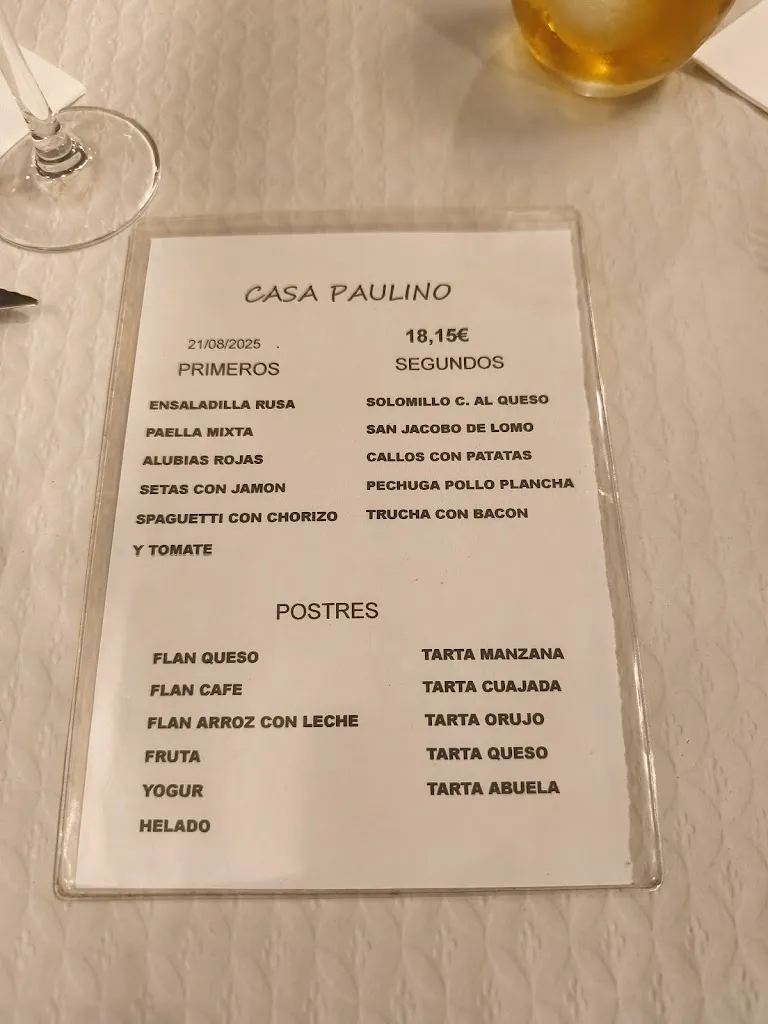 CASA PAULINO
21/08/2025 .
18,15€
PRIMEROS
SEGUNDOS
ENSALADILLA RUSA
PAELLA MIXTA
ALUBIAS ROJAS
SETAS CON JAMON
SPAGUETTI CON CHORIZO
Y TOMATE
SOLOMILLO C. AL QUESO
SAN JACOBO DE LOMO
CALLOS CON PATATAS
PECHUGA POLLO PLANCHA
TRUCHA CON BACON
POSTRES
FLAN QUESO
FLAN CAFE
FLAN ARROZ CON LECHE
FRUTA
YOGUR
HELADO
TARTA MANZANA
TARTA CUAJADA
TARTA ORUJO
TARTA QUESO
TARTA ABUELA